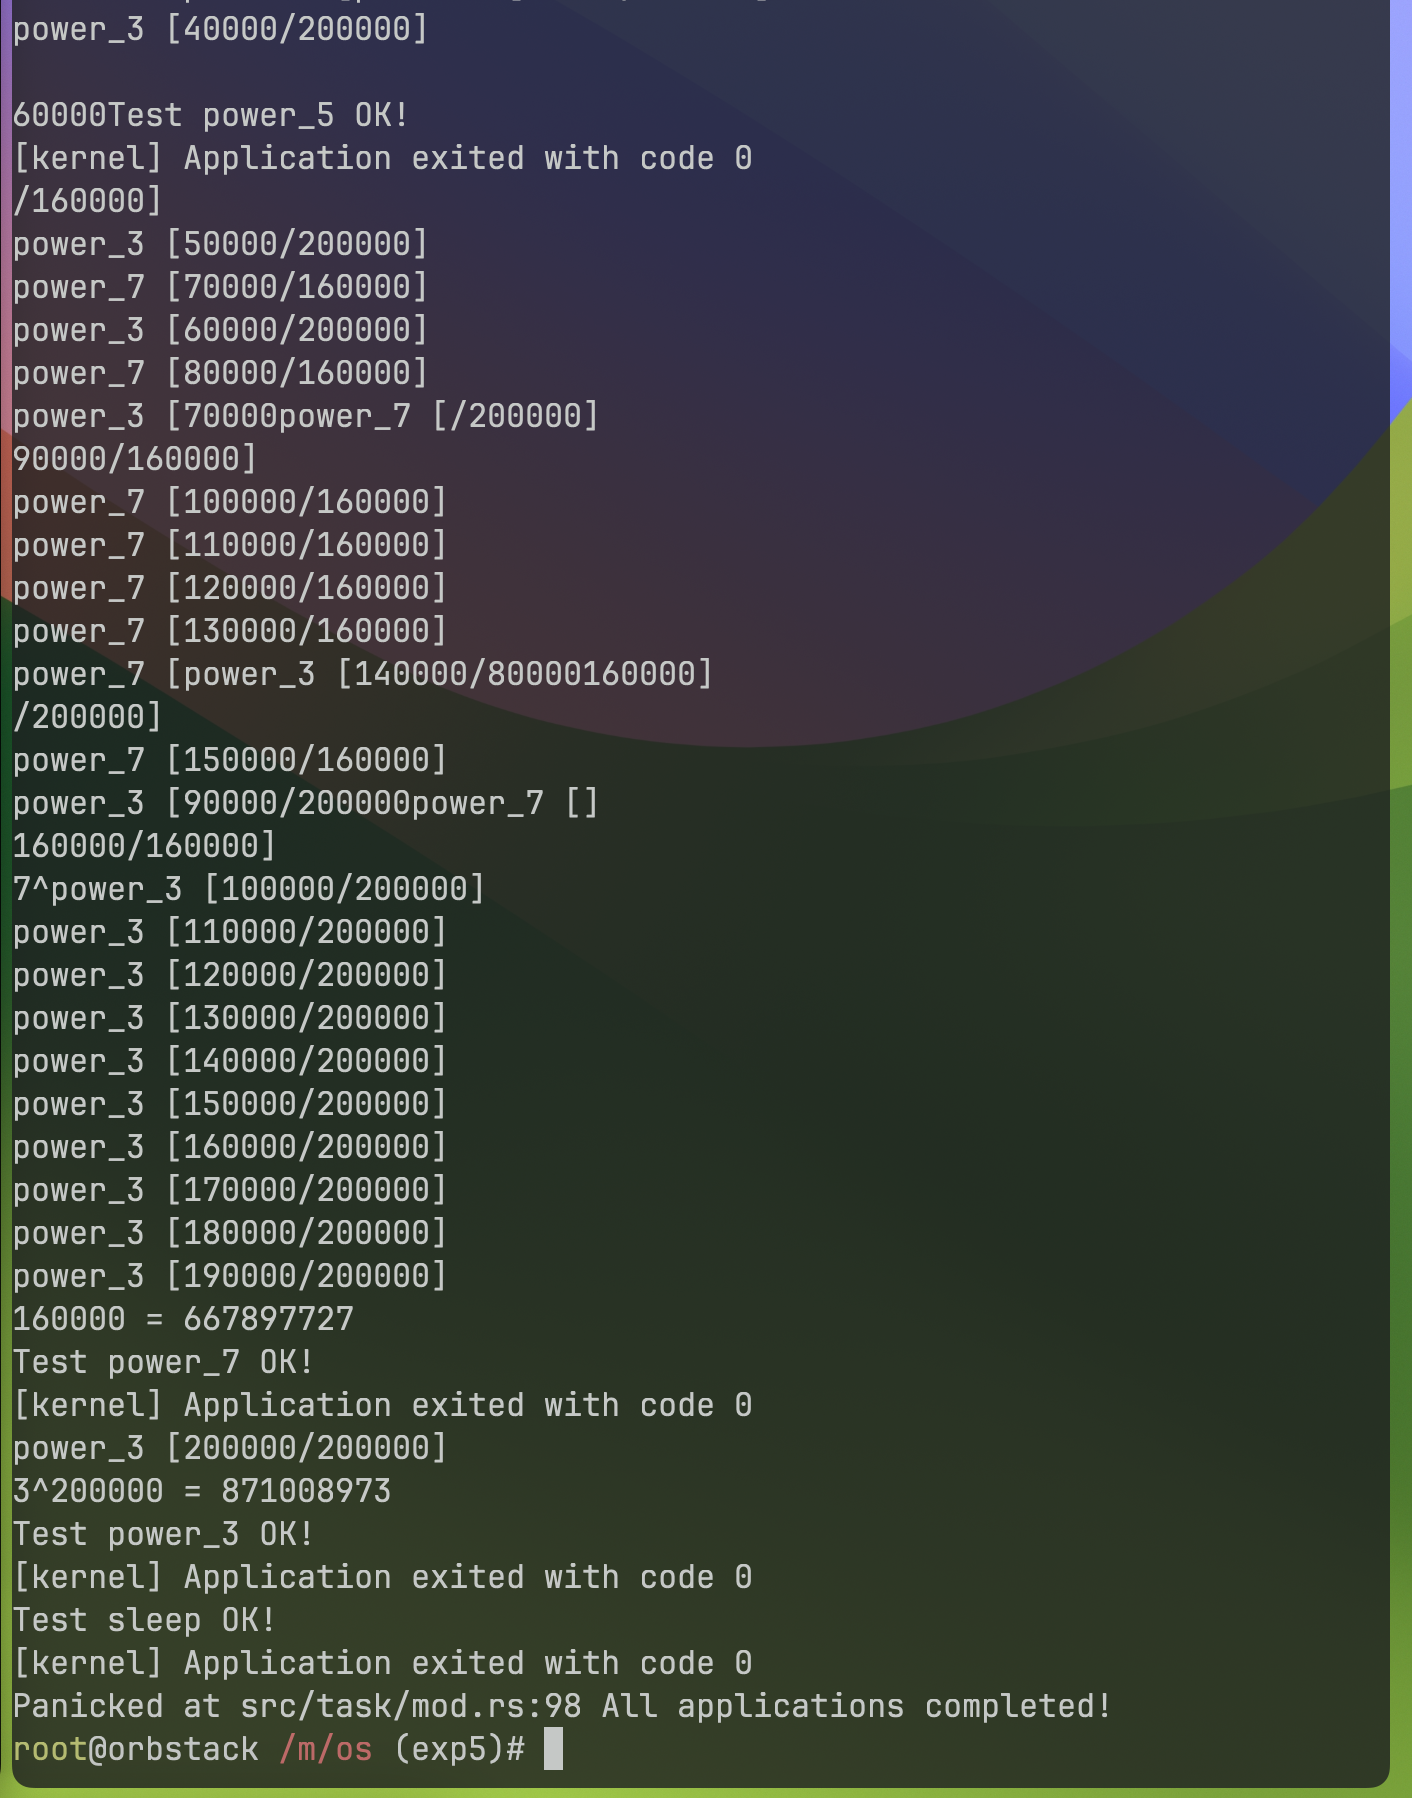 power_3 [40000/200000]

60000Test power_5 OK!
[kernel] Application exited with code 0
/160000]
power_3 [50000/200000]
power_7 [70000/160000]
power_3 [60000/200000]
power_7 [80000/160000]
power_3 [70000power_7 [/200000]
90000/160000]
power_7 [100000/160000]
power_7 [110000/160000]
power_7 [120000/160000]
power_7 [130000/160000]
power_7 [power_3 [140000/80000160000]
/200000]
power_7 [150000/160000]
power_3 [90000/200000power_7 []
160000/160000]
7^power_3 [100000/200000]
power_3 [110000/200000]
power_3 [120000/200000]
power_3 [130000/200000]
power_3 [140000/200000]
power_3 [150000/200000]
power_3 [160000/200000]
power_3 [170000/200000]
power_3 [180000/200000]
power_3 [190000/200000]
160000 = 667897727
Test power_7 OK!
[kernel] Application exited with code 0
power_3 [200000/200000]
3^200000 = 871008973
Test power_3 OK!
[kernel] Application exited with code 0
Test sleep OK!
[kernel] Application exited with code 0
Panicked at src/task/mod.rs:98 All applications completed!
root@orbstack /m/os (exp5)#